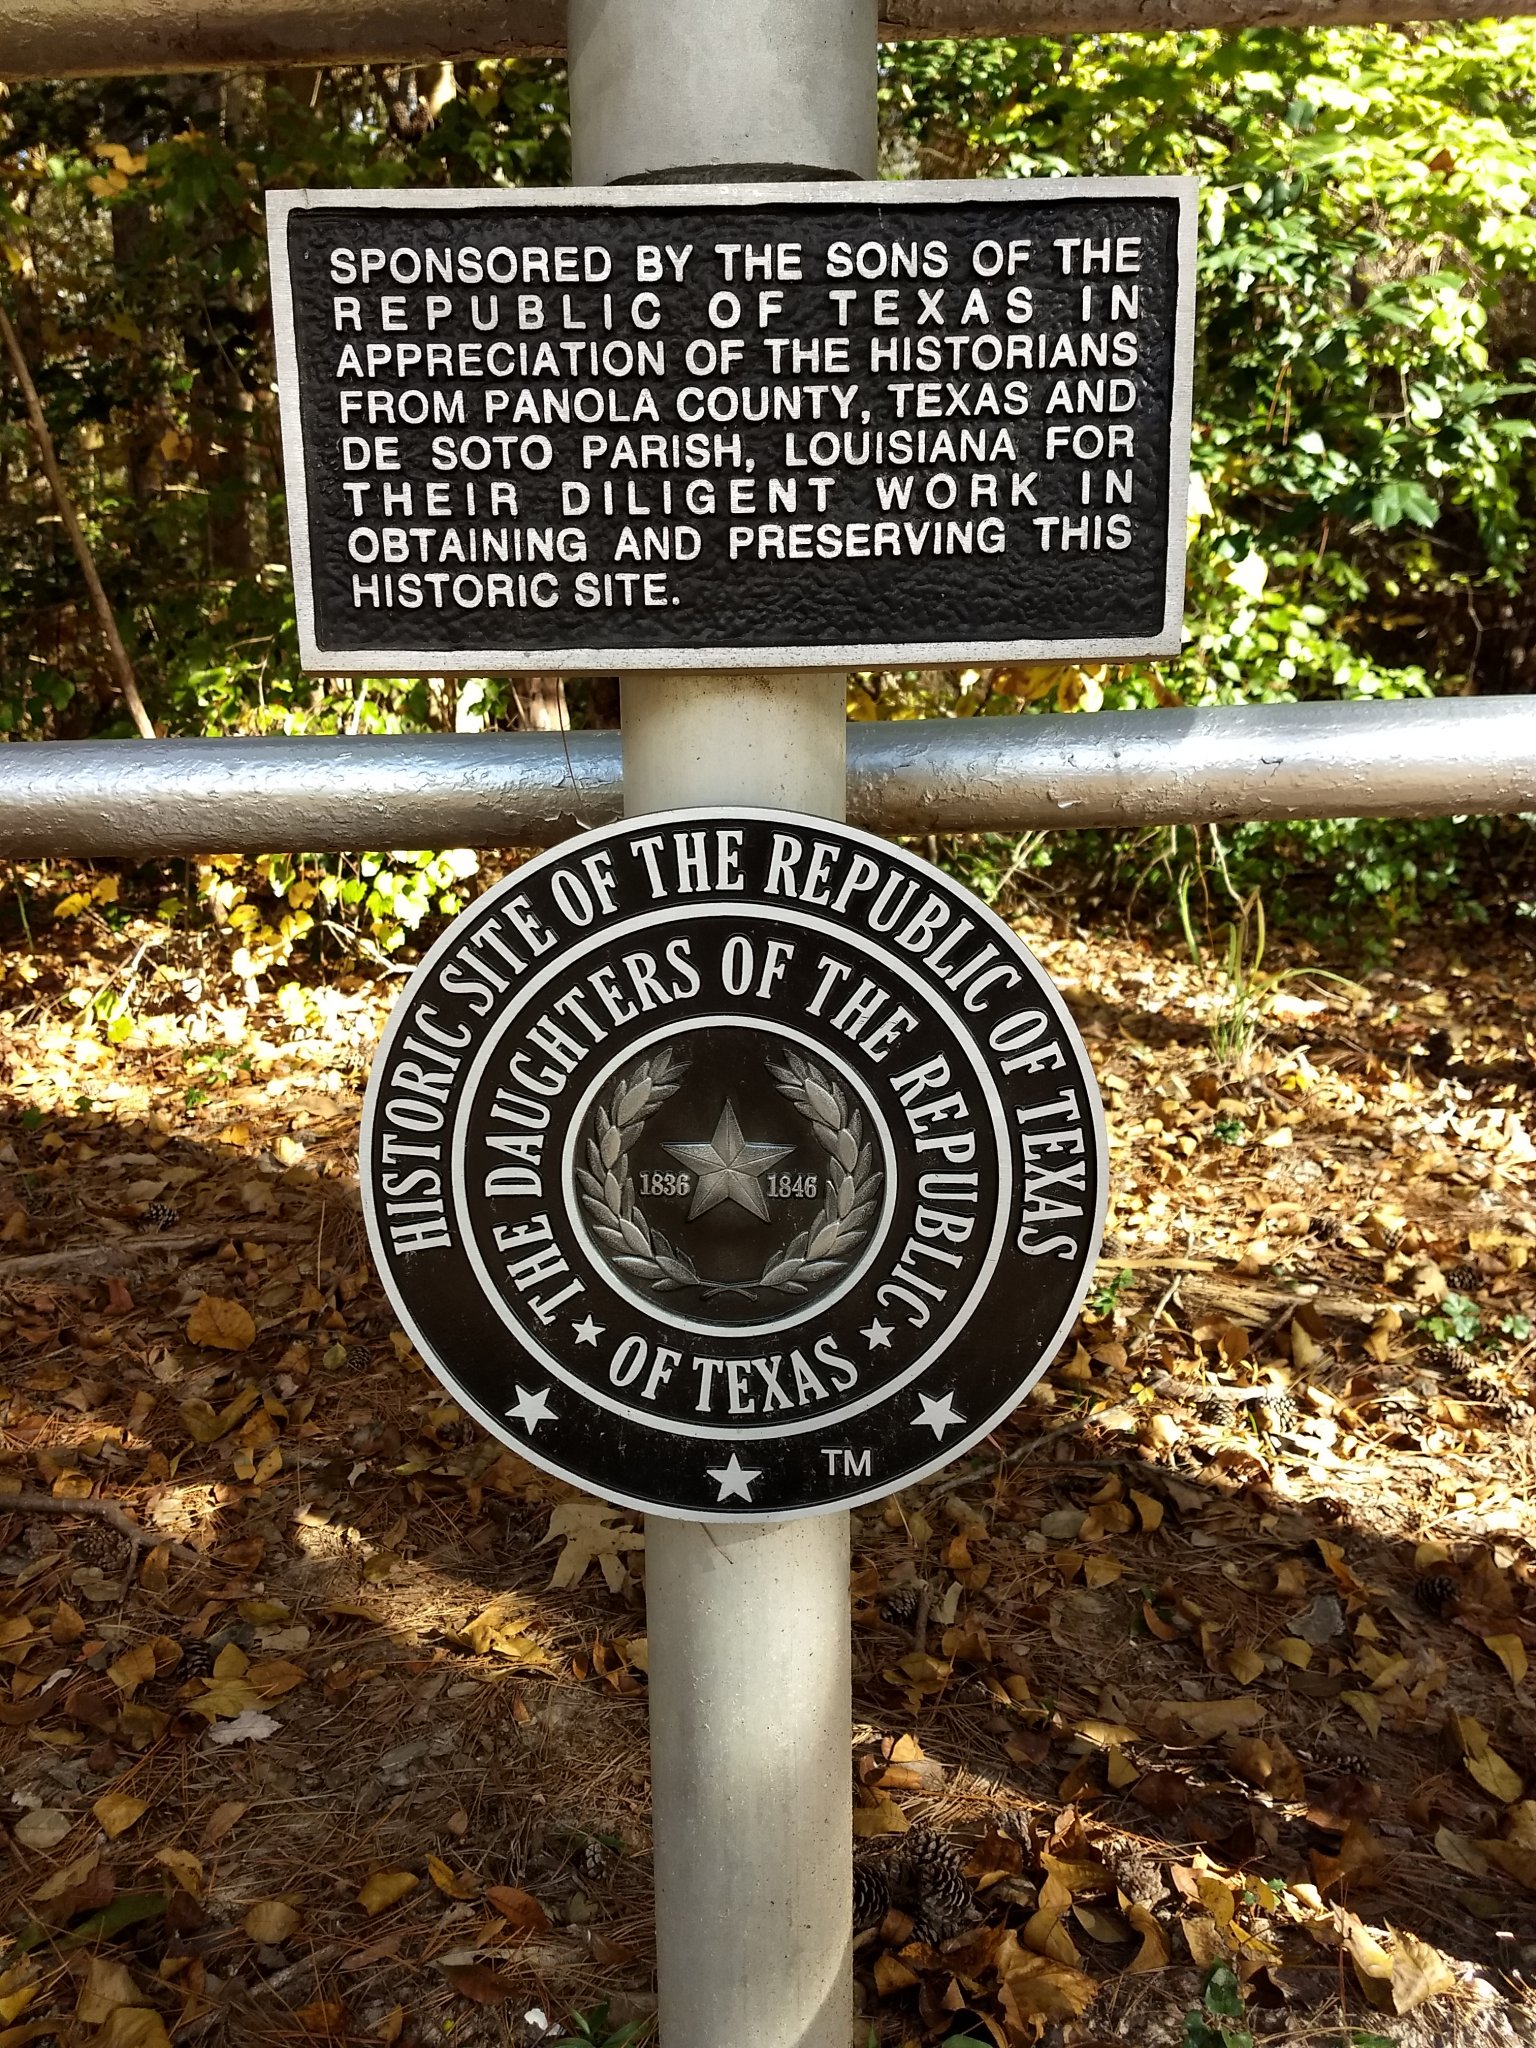 SPONSORED BY THE SONS OF THE
REPUBLIC OF TEXAS IN
APPRECIATION OF THE HISTORIANS
FROM PANOLA COUNTY, TEXAS AND
DE SOTO PARISH, LOUISIANA FOR
THEIR DILIGENT WORK IN
OBTAINING AND PRESERVING THIS
HISTORIC SITE.
HISTORIC SITE OF THE REPUBLIC OF TEXAS
THE DAUGHTERS OF THE REPUBLIC
OF TEXAS
1836 1846
TM